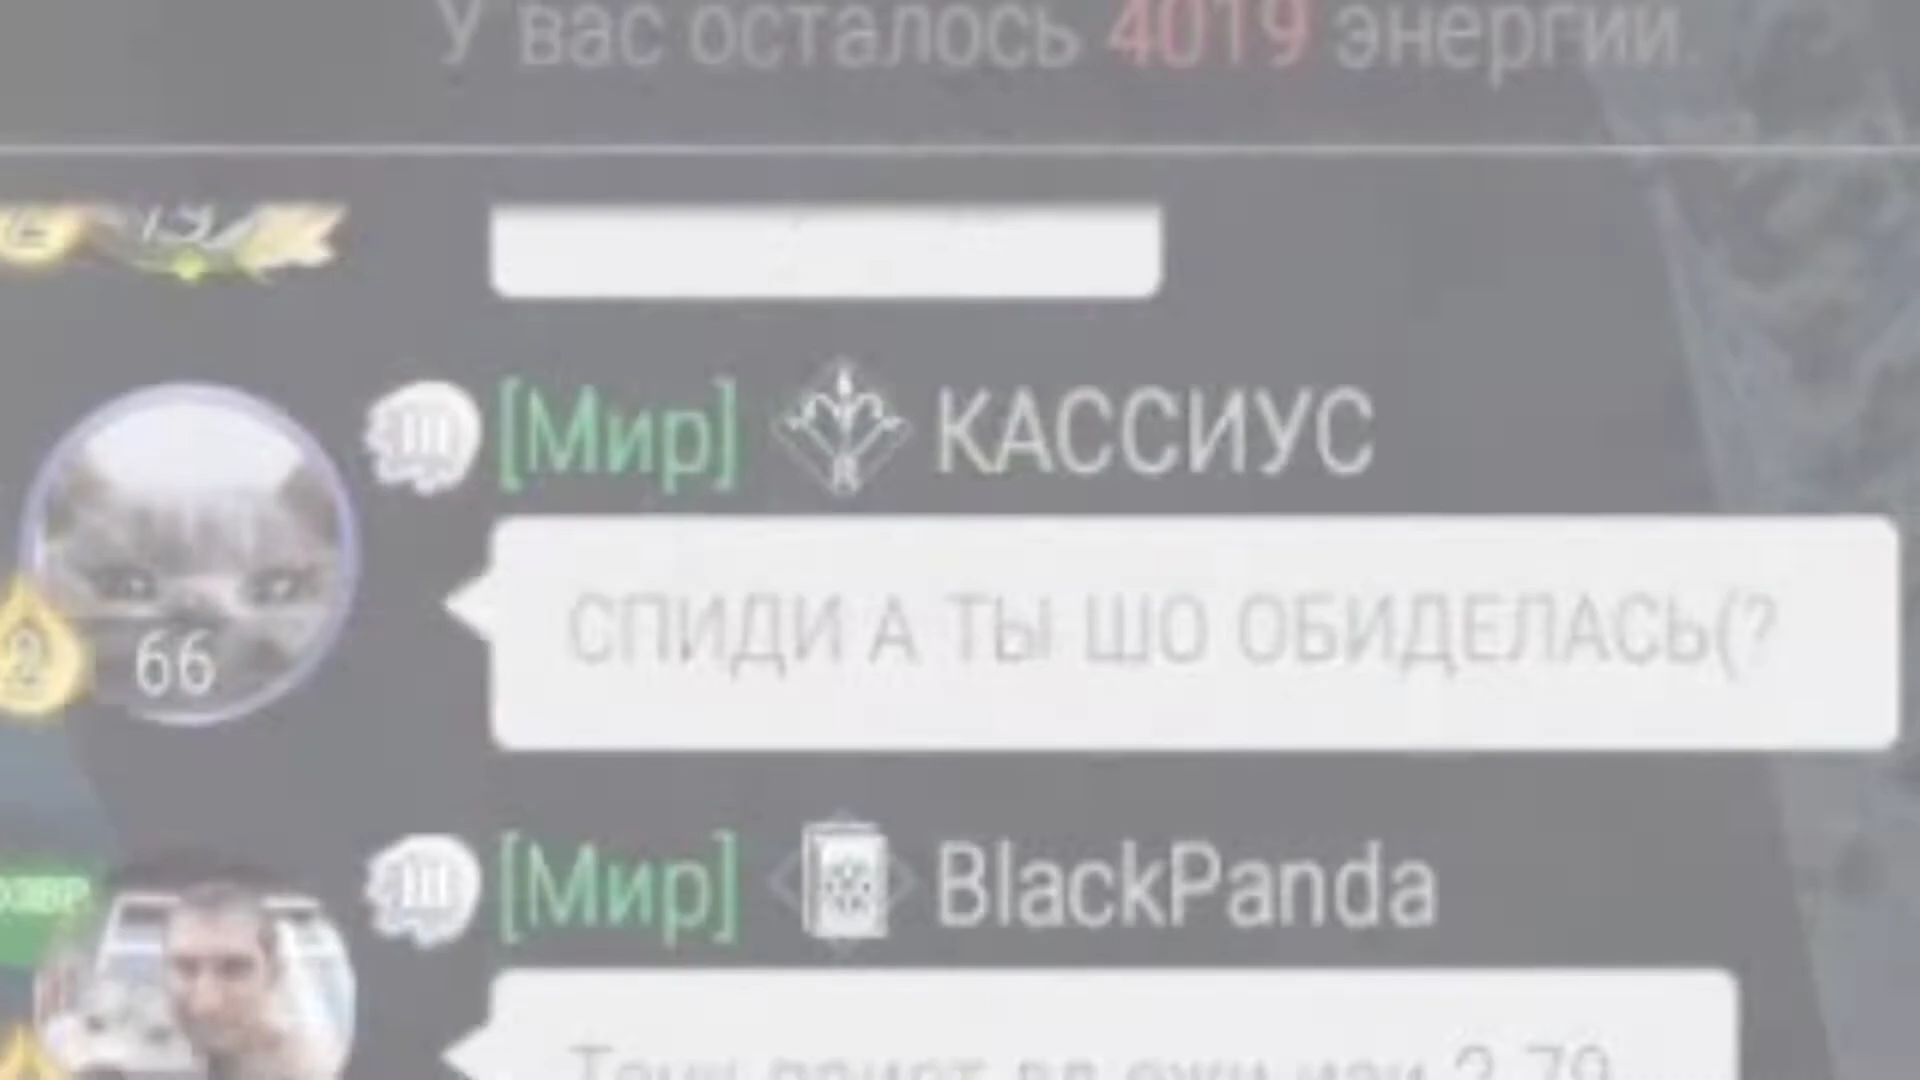 У вас осталось 4019 энергии.
[Мир] КАССИУС
СПИДИ А ТЫ ШО ОБИДЕЛАСЬ(?
66
[Мир] BlackPanda